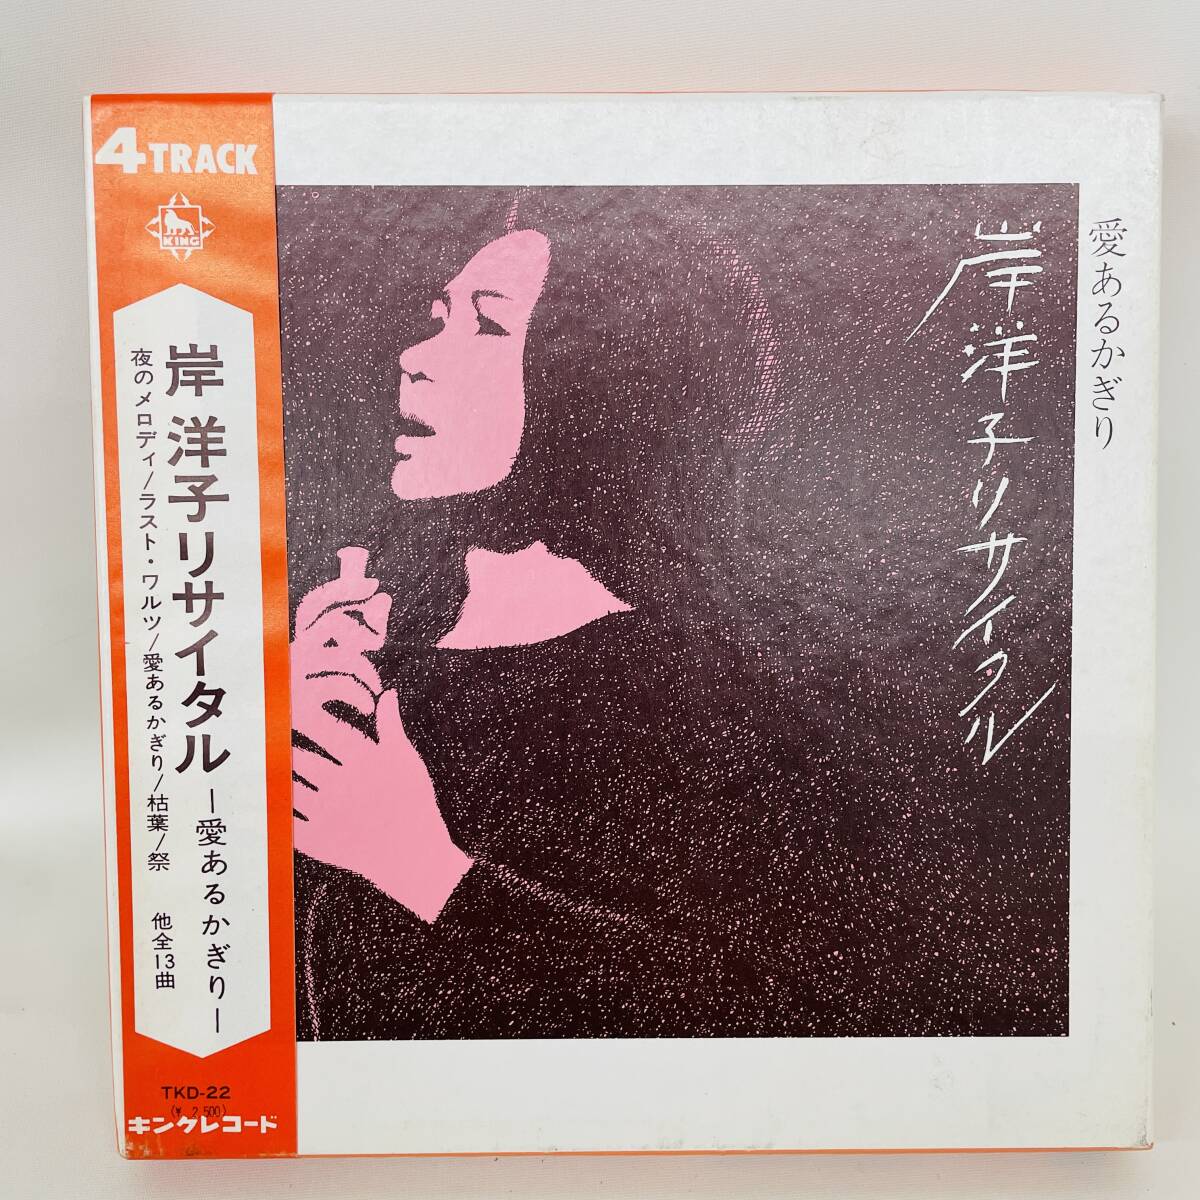 4TRACK
KING
岸 洋子リサイタル
―愛あるかぎり―
夜のメロディ/ラスト・ワルツ/愛あるかぎり/枯葉/祭 他全13曲
TKD-22
(¥ 2,500)
キングレコード
愛あるかぎり
岸洋子リサイタル